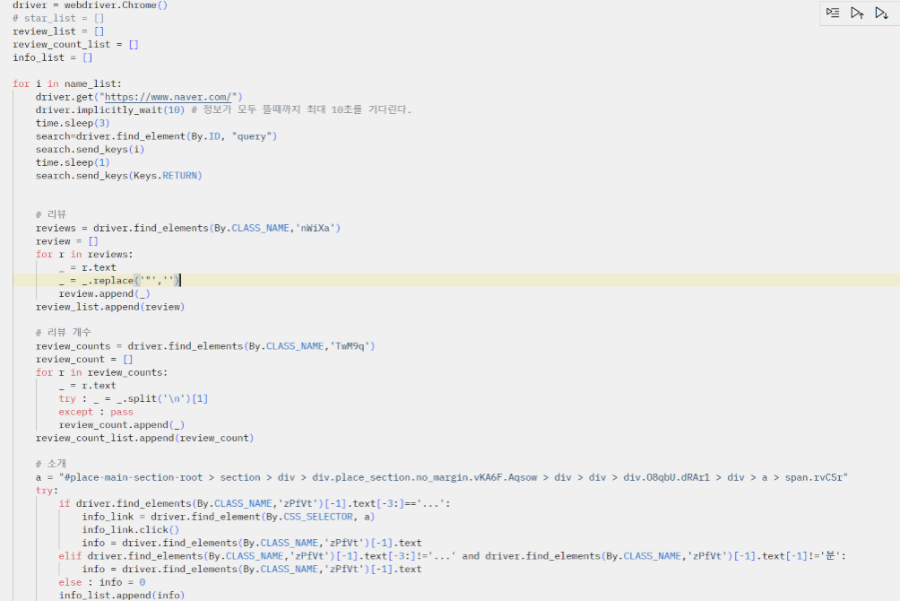 driver = webdriver.Chrome()
# star_list = []
review_list = []
review_count_list = []
info_list = []
for i in name_list:
    driver.get("https://www.naver.com/")
    driver.implicitly_wait(10) # 정보가 모두 뜰때까지 최대 10초를 기다린다.
    time.sleep(3)
    search=driver.find_element(By.ID, "query")
    search.send_keys(i)
    time.sleep(1)
    search.send_keys(Keys.RETURN)
    # 리뷰
    reviews = driver.find_elements(By.CLASS_NAME,'nWiXa')
    review = []
    for r in reviews:
        _ = r.text
        _ = _.replace('"','')
        review.append(_)
    review_list.append(review)
    # 리뷰 개수
    review_counts = driver.find_elements(By.CLASS_NAME,'TwM9q')
    review_count = []
    for r in review_counts:
        _ = r.text
        try : _ = _.split('\n')[1]
        except : pass
        review_count.append(_)
    review_count_list.append(review_count)
    # 소개
    a = "#place-main-section-root > section > div > div.place_section.no_margin.vKA6F.Aqsow > div > div > div.O8qbU.dRAr1 > div > a > span.rvCSr"
    try:
        if driver.find_elements(By.CLASS_NAME,'zPfVt')[-1].text[-3:]=='...':
            info_link = driver.find_element(By.CSS_SELECTOR, a)
            info_link.click()
            info = driver.find_elements(By.CLASS_NAME,'zPfVt')[-1].text
        elif driver.find_elements(By.CLASS_NAME,'zPfVt')[-1].text[-3:]!='...' and driver.find_elements(By.CLASS_NAME,'zPfVt')[-1].text[-1]!='분':
            info = driver.find_elements(By.CLASS_NAME,'zPfVt')[-1].text
        else : info = 0
        info_list.append(info)